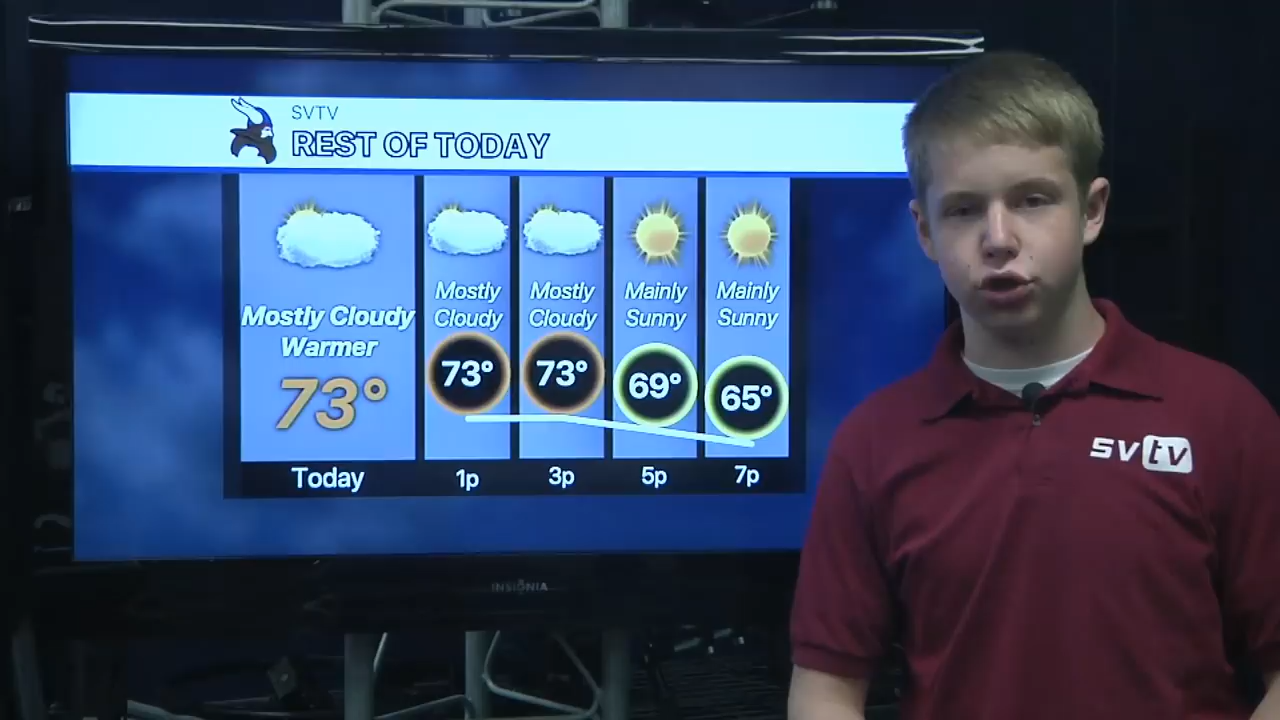 SVTV
REST OF TODAY
Mostly Cloudy
Warmer
73°
Today
Mostly
Cloudy
73°
1p
Mostly
Cloudy
73°
3p
Mainly
Sunny
69°
5p
Mainly
Sunny
65°
7p
INSIGNIA
SVtv